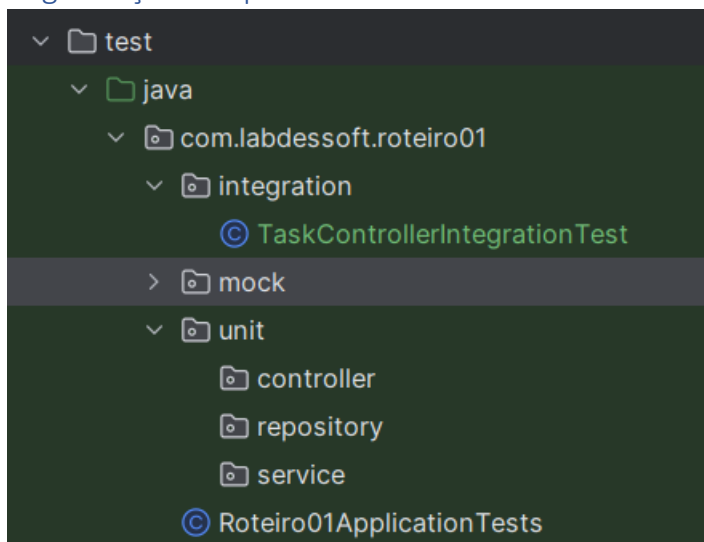 test
java
com.labdessoft.roteiro01
integration
TaskControllerIntegrationTest
mock
unit
controller
repository
service
Roteiro01ApplicationTests